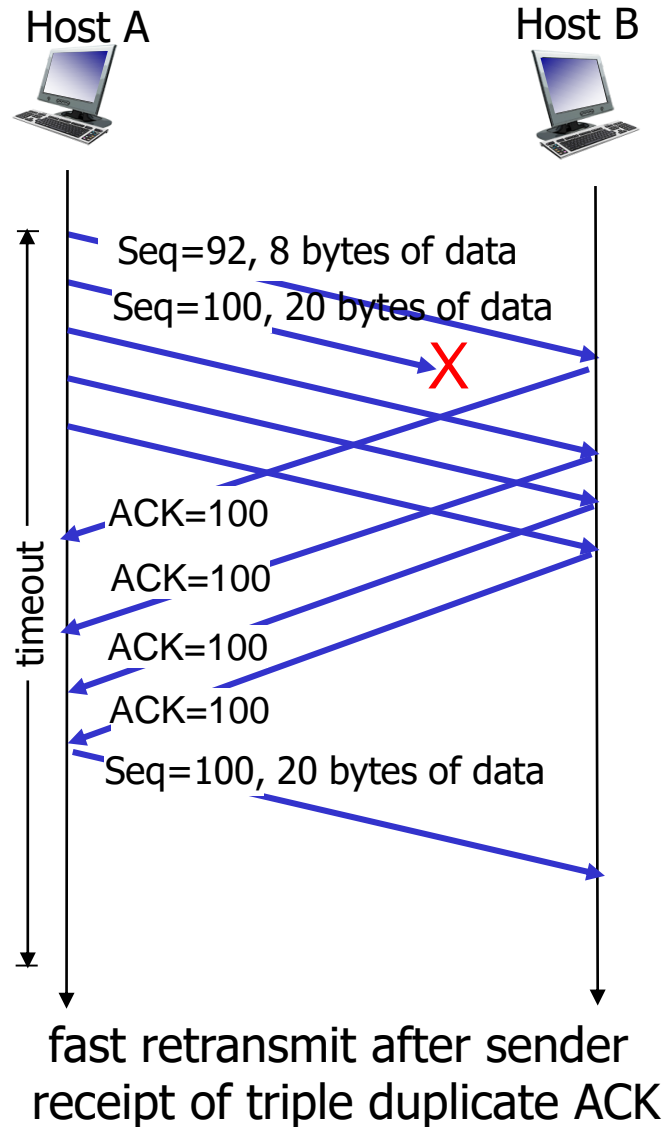 Host A
Host B
Seq=92, 8 bytes of data
Seq=100, 20 bytes of data
X
ACK=100
timeout
ACK=100
ACK=100
ACK=100
Seq=100, 20 bytes of data
fast retransmit after sender
receipt of triple duplicate ACK